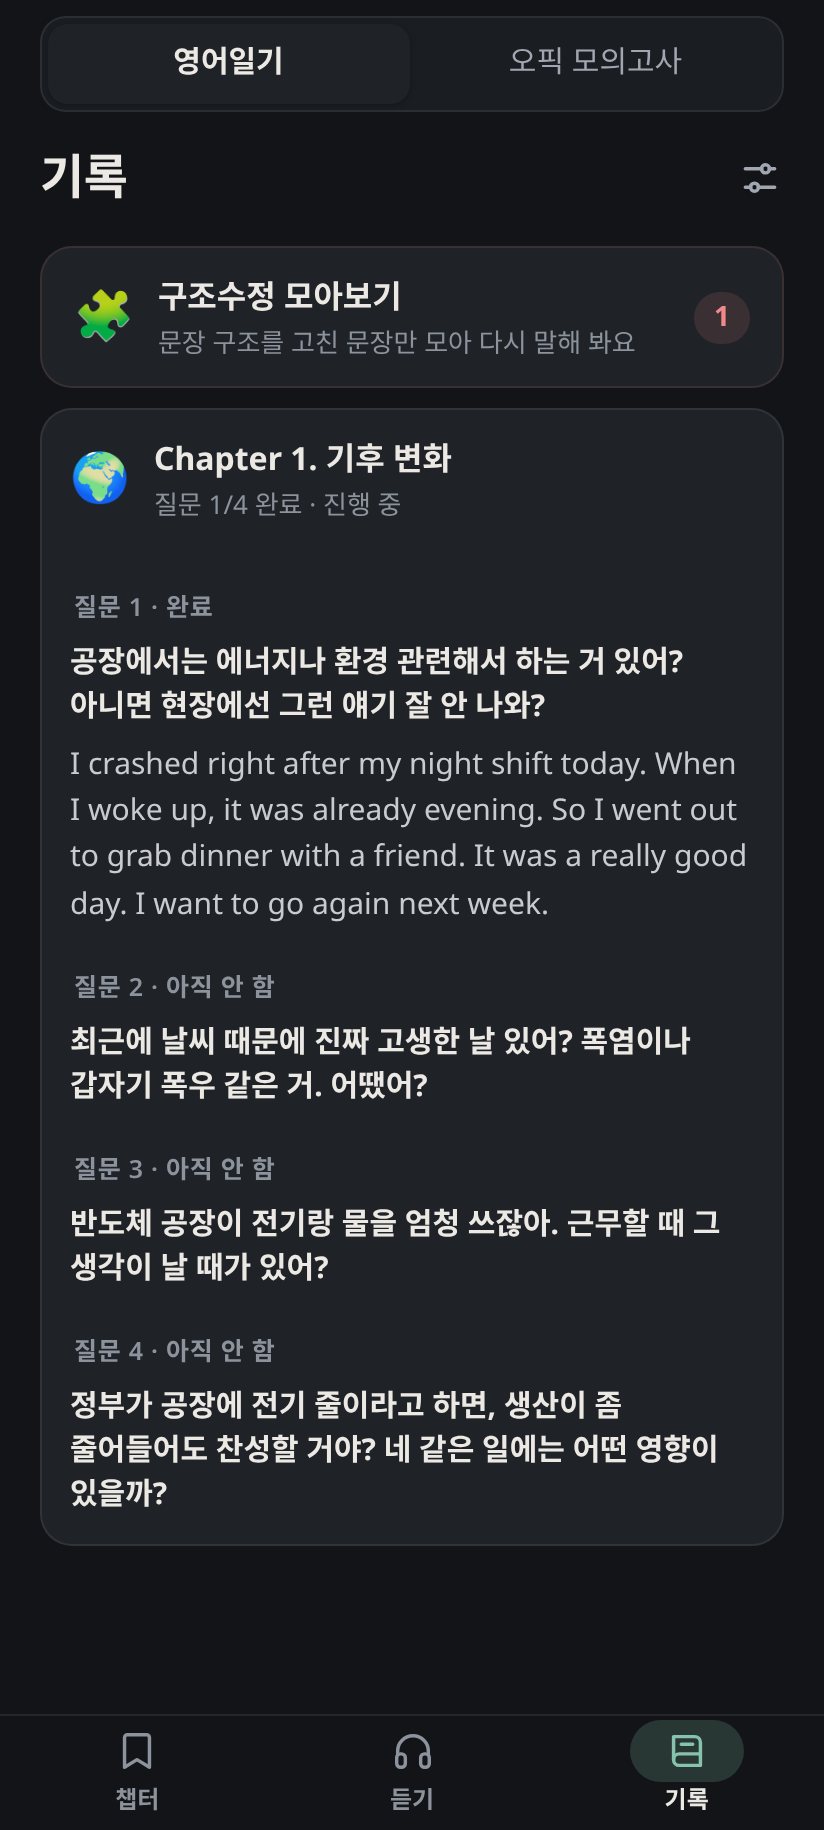 영어일기
오픽 모의고사
기록
구조수정 모아보기
문장 구조를 고친 문장만 모아 다시 말해 봐요
1
Chapter 1. 기후 변화
질문 1/4 완료 · 진행 중
질문 1 · 완료
공장에서는 에너지나 환경 관련해서 하는 거 있어?
아니면 현장에선 그런 얘기 잘 안 나와?
I crashed right after my night shift today. When
I woke up, it was already evening. So I went out
to grab dinner with a friend. It was a really good
day. I want to go again next week.
질문 2 · 아직 안 함
최근에 날씨 때문에 진짜 고생한 날 있어? 폭염이나
갑자기 폭우 같은 거. 어땠어?
질문 3 · 아직 안 함
반도체 공장이 전기랑 물을 엄청 쓰잖아. 근무할 때 그
생각이 날 때가 있어?
질문 4 · 아직 안 함
정부가 공장에 전기 줄이라고 하면, 생산이 좀
줄어들어도 찬성할 거야? 네 같은 일에는 어떤 영향이
있을까?
챕터
듣기
기록